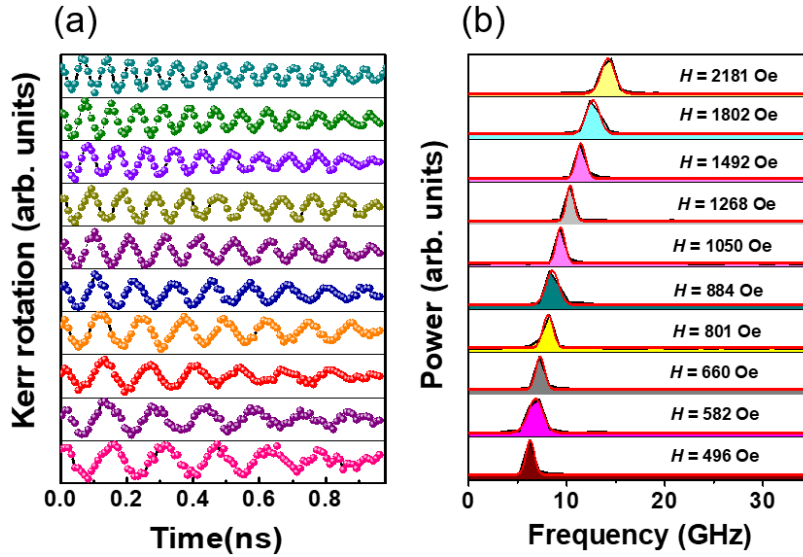 (a)
(b)
Kerr rotation (arb. units)
0.0 0.2 0.4 0.6 0.8
Time(ns)
Power (arb. units)
H = 2181 Oe
H = 1802 Oe
H = 1492 Oe
H = 1268 Oe
H = 1050 Oe
H = 884 Oe
H = 801 Oe
H = 660 Oe
H = 582 Oe
H = 496 Oe
0 10 20 30
Frequency (GHz)